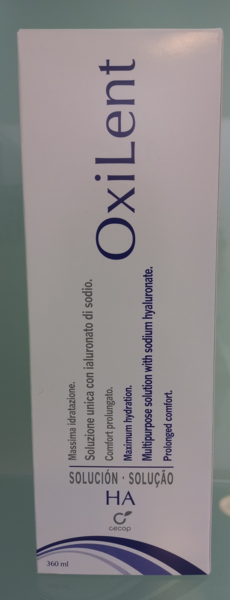 OxiLent
Massima idratazione.
Soluzione unica con ialuronato di sodio.
Comfort prolungato.
Maximum hydration.
Multipurpose solution with sodium hyaluronate.
Prolonged comfort.
SOLUCIÓN · SOLUÇÃO
HA
cecop
360 ml